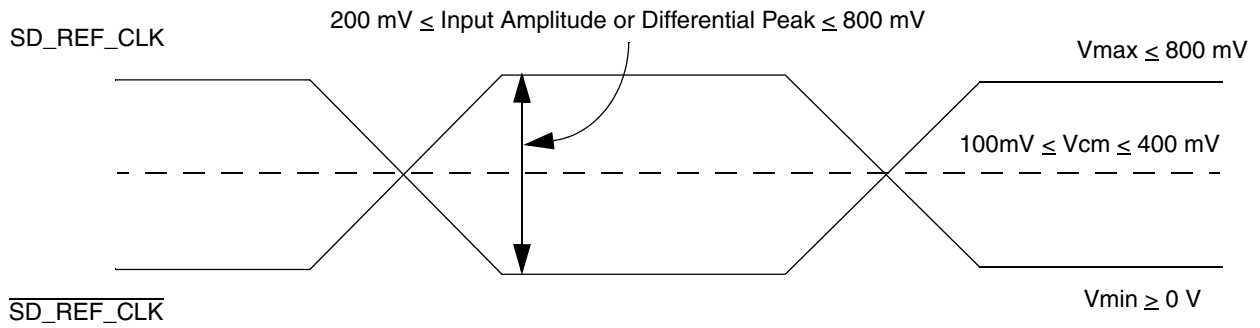 200 mV ≤ Input Amplitude or Differential Peak ≤ 800 mV
SD_REF_CLK
Vmax ≤ 800 mV
100mV ≤ Vcm ≤ 400 mV
SD_REF_CLK
Vmin ≥ 0 V